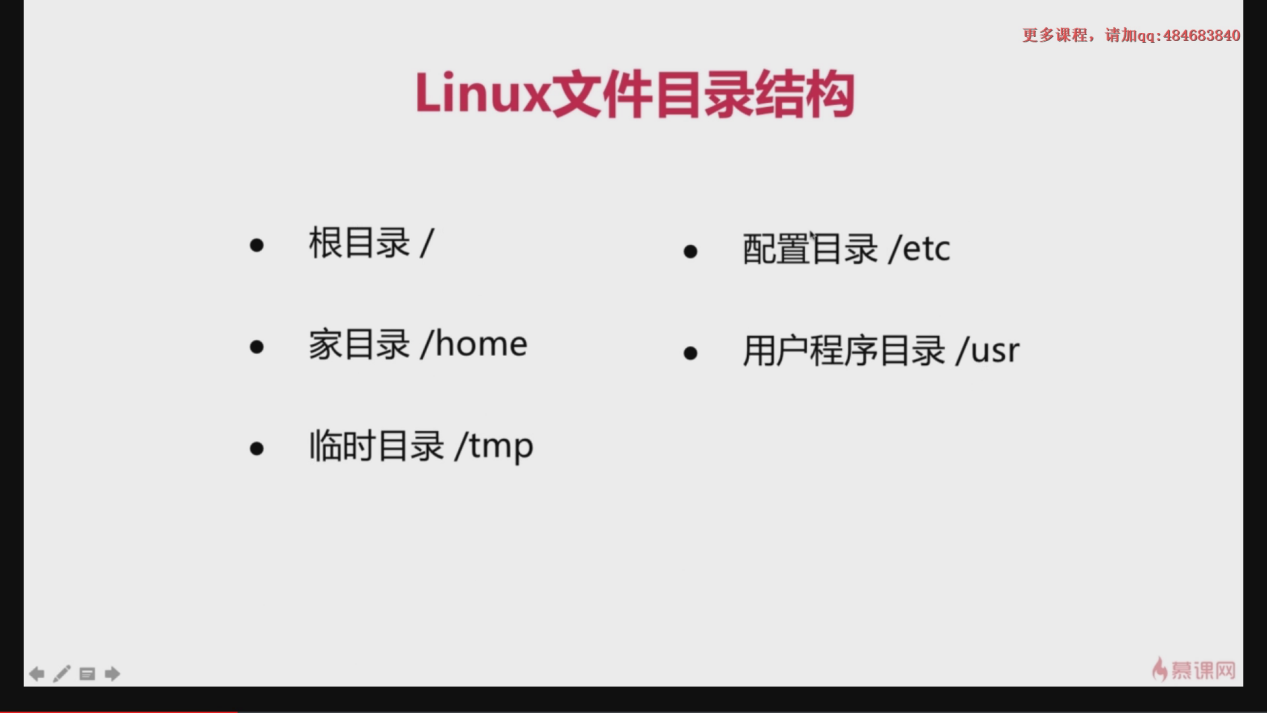 更多课程，请加qq:484683840
Linux文件目录结构
根目录 /
家目录 /home
临时目录 /tmp
配置目录 /etc
用户程序目录 /usr
慕课网